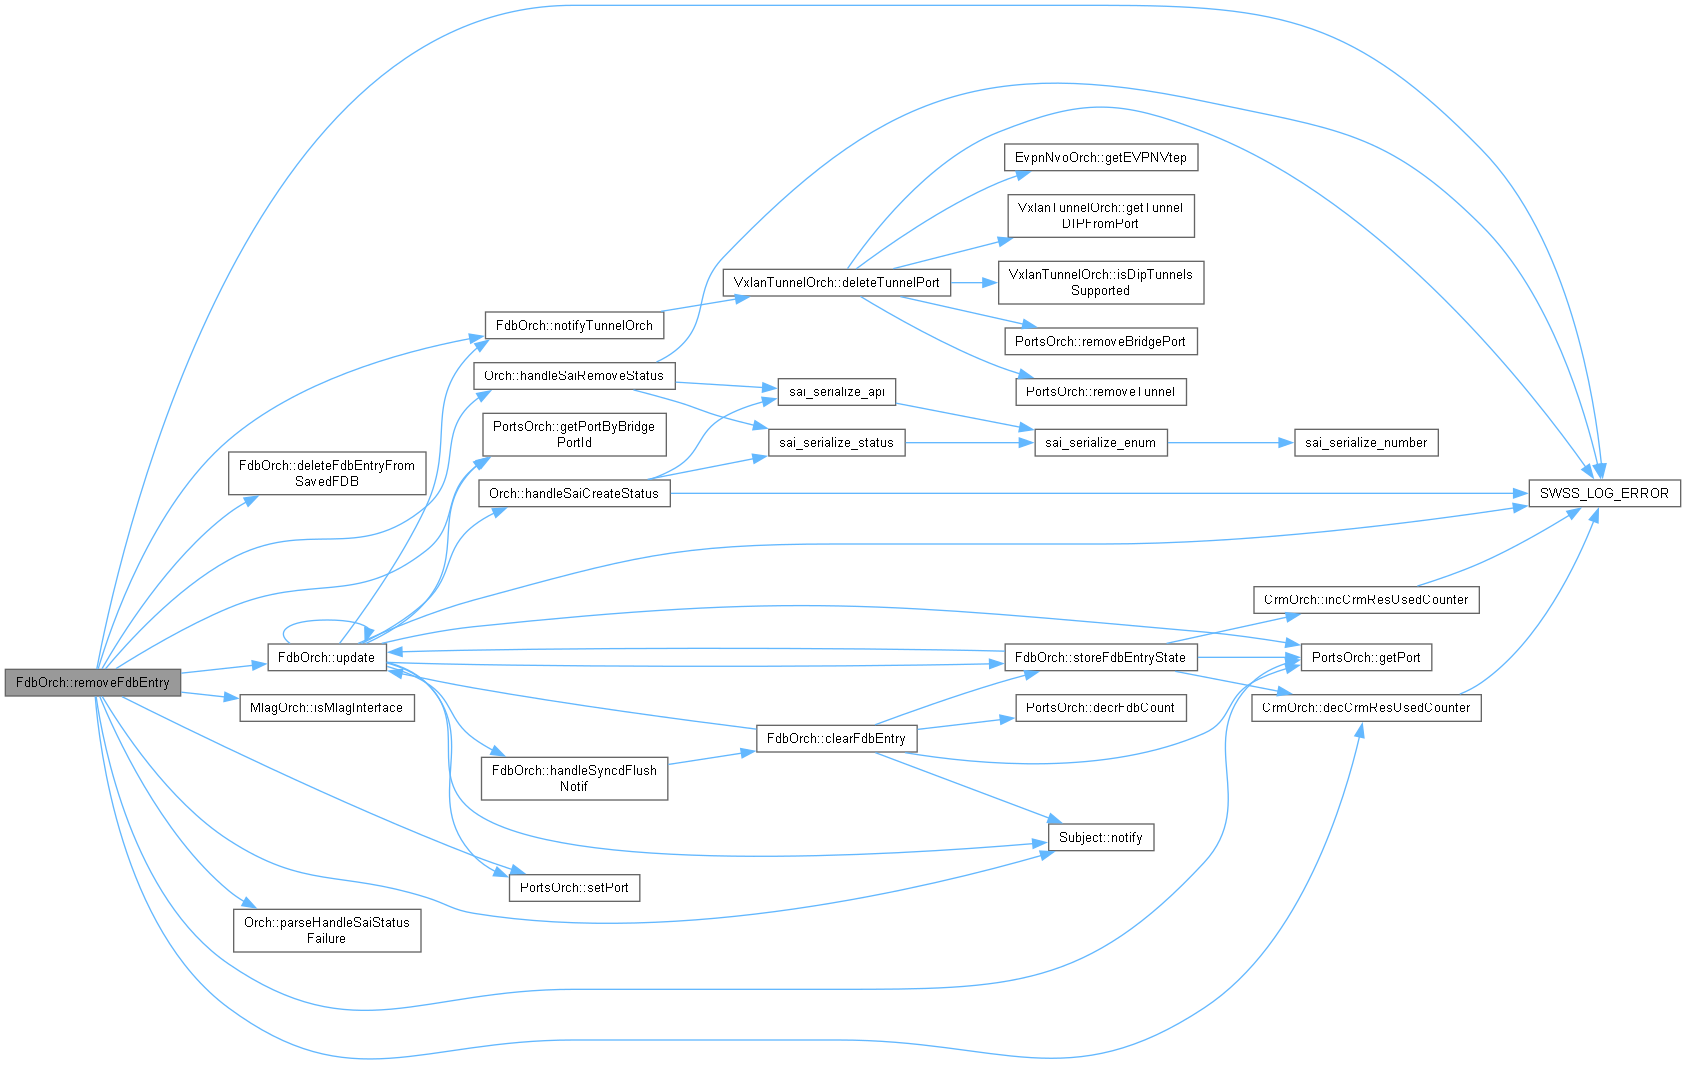 EvpnNvoOrch::getEVPNVtep
VxlanTunnelOrch::getTunnel
DIPFromPort
VxlanTunnelOrch::deleteTunnelPort
VxlanTunnelOrch::isDipTunnels
Supported
FdbOrch::notifyTunnelOrch
PortsOrch::removeBridgePort
Orch::handleSaiRemoveStatus
sai_serialize_api
PortsOrch::removeTunnel
PortsOrch::getPortByBridge
PortId
sai_serialize_status
sai_serialize_enum
sai_serialize_number
FdbOrch::deleteFdbEntryFrom
SavedFDB
Orch::handleSaiCreateStatus
SWSS_LOG_ERROR
CrmOrch::incCrmResUsedCounter
FdbOrch::update
FdbOrch::storeFdbEntryState
PortsOrch::getPort
FdbOrch::removeFdbEntry
MlagOrch::isMlagInterface
PortsOrch::decrFdbCount
CrmOrch::decCrmResUsedCounter
FdbOrch::clearFdbEntry
FdbOrch::handleSyncdFlush
Notif
Subject::notify
PortsOrch::setPort
Orch::parseHandleSaiStatus
Failure